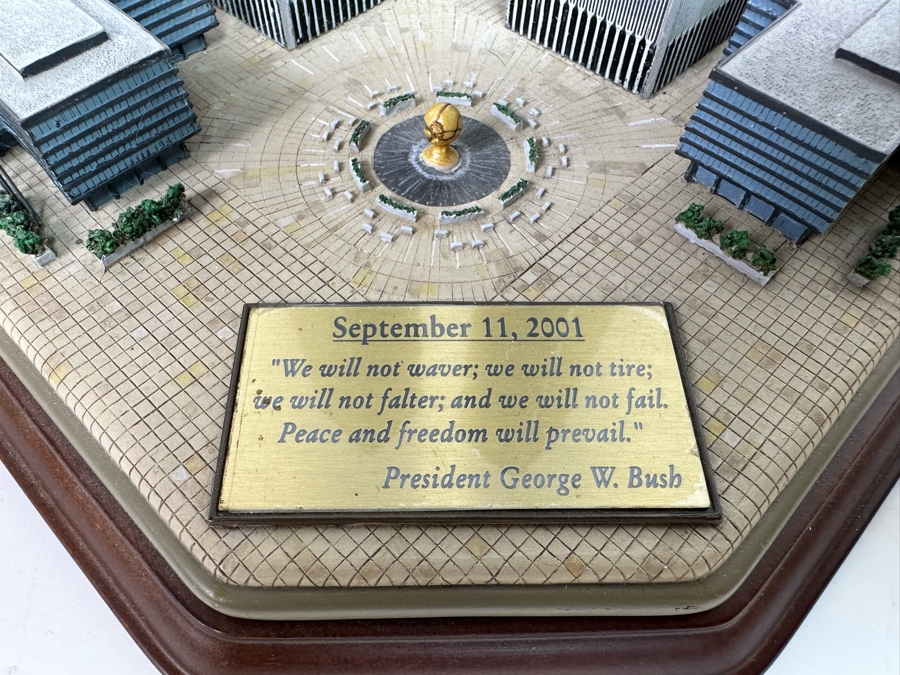 September 11, 2001
"We will not waver; we will not tire;
we will not falter; and we will not fail.
Peace and freedom will prevail."
President George W. Bush